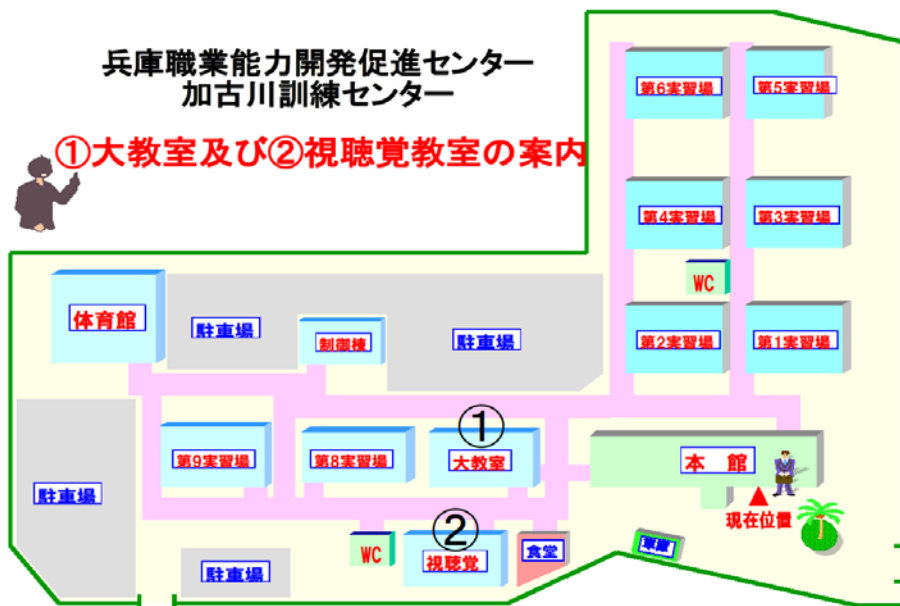 兵庫職業能力開発促進センター
加古川訓練センター
①大教室及び②視聴覚教室の案内
第6実習場
第5実習場
第4実習場
第3実習場
WC
第2実習場
第1実習場
体育館
駐車場
制御棟
駐車場
①
大教室
第9実習場
第8実習場
本館
駐車場
現在位置
②
視聴覚
WC
食堂
車庫
駐車場